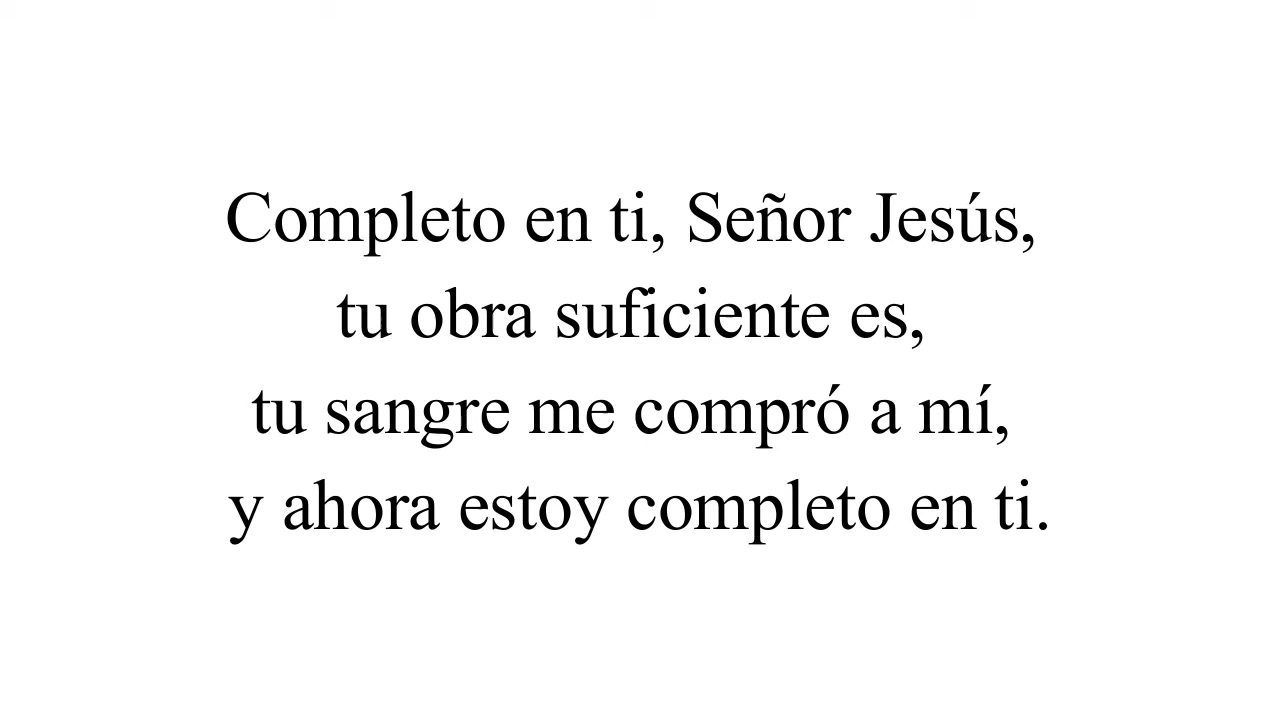 Completo en ti, Señor Jesús,
tu obra suficiente es,
tu sangre me compró a mí,
y ahora estoy completo en ti.